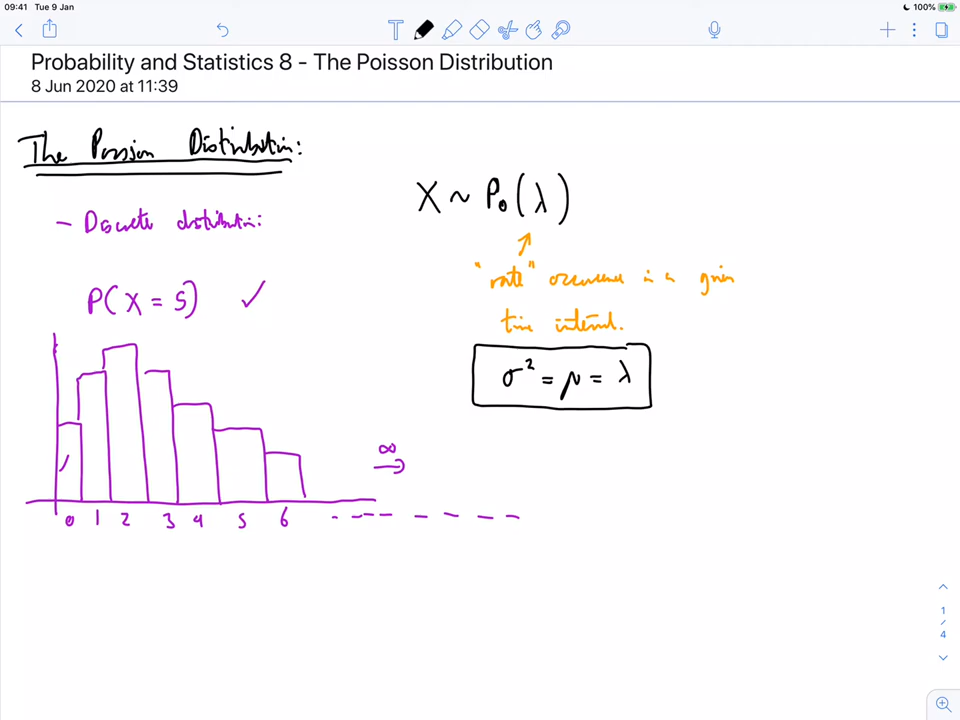 09:41 Tue 9 Jan
100%
Probability and Statistics 8 - The Poisson Distribution
8 Jun 2020 at 11:39
The Poisson Distribution:
X ~ Po(λ)
- Discrete distribution:
"rate" occurrence in a given
time interval.
P(X = 5) ✓
σ² = μ = λ
∞
0 1 2 3 4 5 6
1
/
4